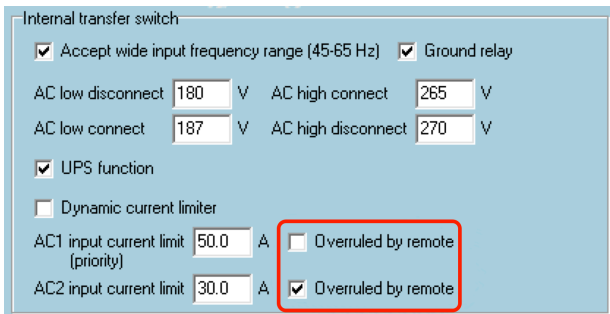 Internal transfer switch
Accept wide input frequency range (45-65 Hz) Ground relay
AC low disconnect 180 V AC high connect 265 V
AC low connect 187 V AC high disconnect 270 V
UPS function
Dynamic current limiter
AC1 input current limit 50.0 A Overruled by remote
(priority)
AC2 input current limit 30.0 A Overruled by remote